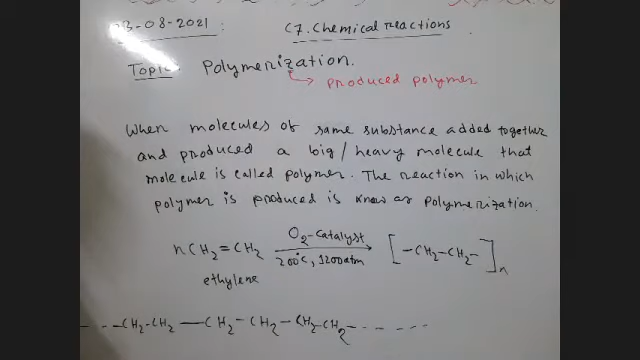 03-08-2021 : C7. Chemical Reactions
Topic: Polymerization.
produced polymer
When molecules of same substance added together
and produced a big/heavy molecule that
molecule is called polymer. The reaction in which
polymer is produced is know as polymerization.
nCH2=CH2 O2-Catalyst 200°C, 1200atm [-CH2-CH2-]n
ethylene
---CH2-CH2-CH2-CH2-CH2-CH2-----